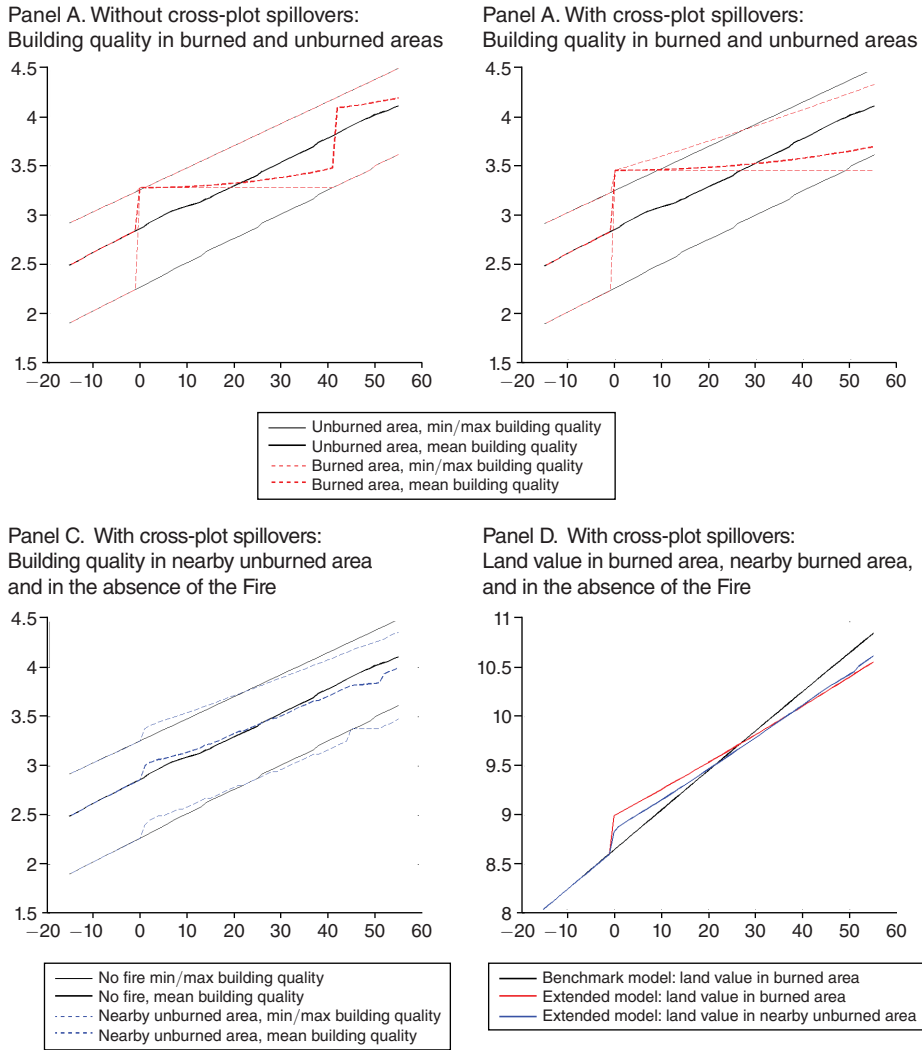 Panel A. Without cross-plot spillovers:
Building quality in burned and unburned areas
4.5
4
3.5
3
2.5
2
1.5
−20 −10 0 10 20 30 40 50 60
Panel A. With cross-plot spillovers:
Building quality in burned and unburned areas
4.5
4
3.5
3
2.5
2
1.5
−20 −10 0 10 20 30 40 50 60
Unburned area, min/max building quality
Unburned area, mean building quality
Burned area, min/max building quality
Burned area, mean building quality
Panel C. With cross-plot spillovers:
Building quality in nearby unburned area
and in the absence of the Fire
4.5
4
3.5
3
2.5
2
1.5
−20 −10 0 10 20 30 40 50 60
No fire min/max building quality
No fire, mean building quality
Nearby unburned area, min/max building quality
Nearby unburned area, mean building quality
Panel D. With cross-plot spillovers:
Land value in burned area, nearby burned area,
and in the absence of the Fire
11
10.5
10
9.5
9
8.5
8
−20 −10 0 10 20 30 40 50 60
Benchmark model: land value in burned area
Extended model: land value in burned area
Extended model: land value in nearby unburned area